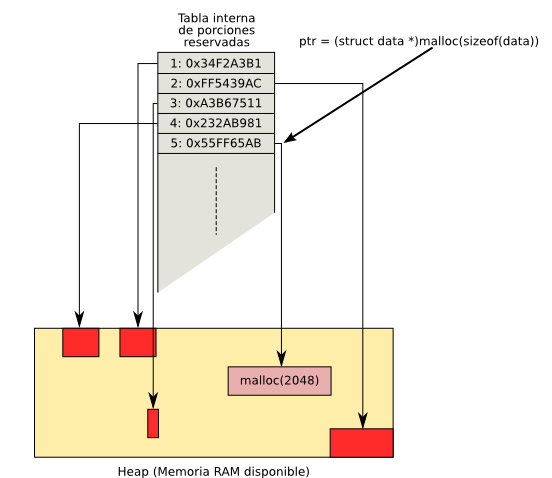 Tabla interna
de porciones
reservadas
ptr = (struct data *)malloc(sizeof(data))
1: 0x34F2A3B1
2: 0xFF5439AC
3: 0xA3B67511
4: 0x232AB981
5: 0x55FF65AB
malloc(2048)
Heap (Memoria RAM disponible)